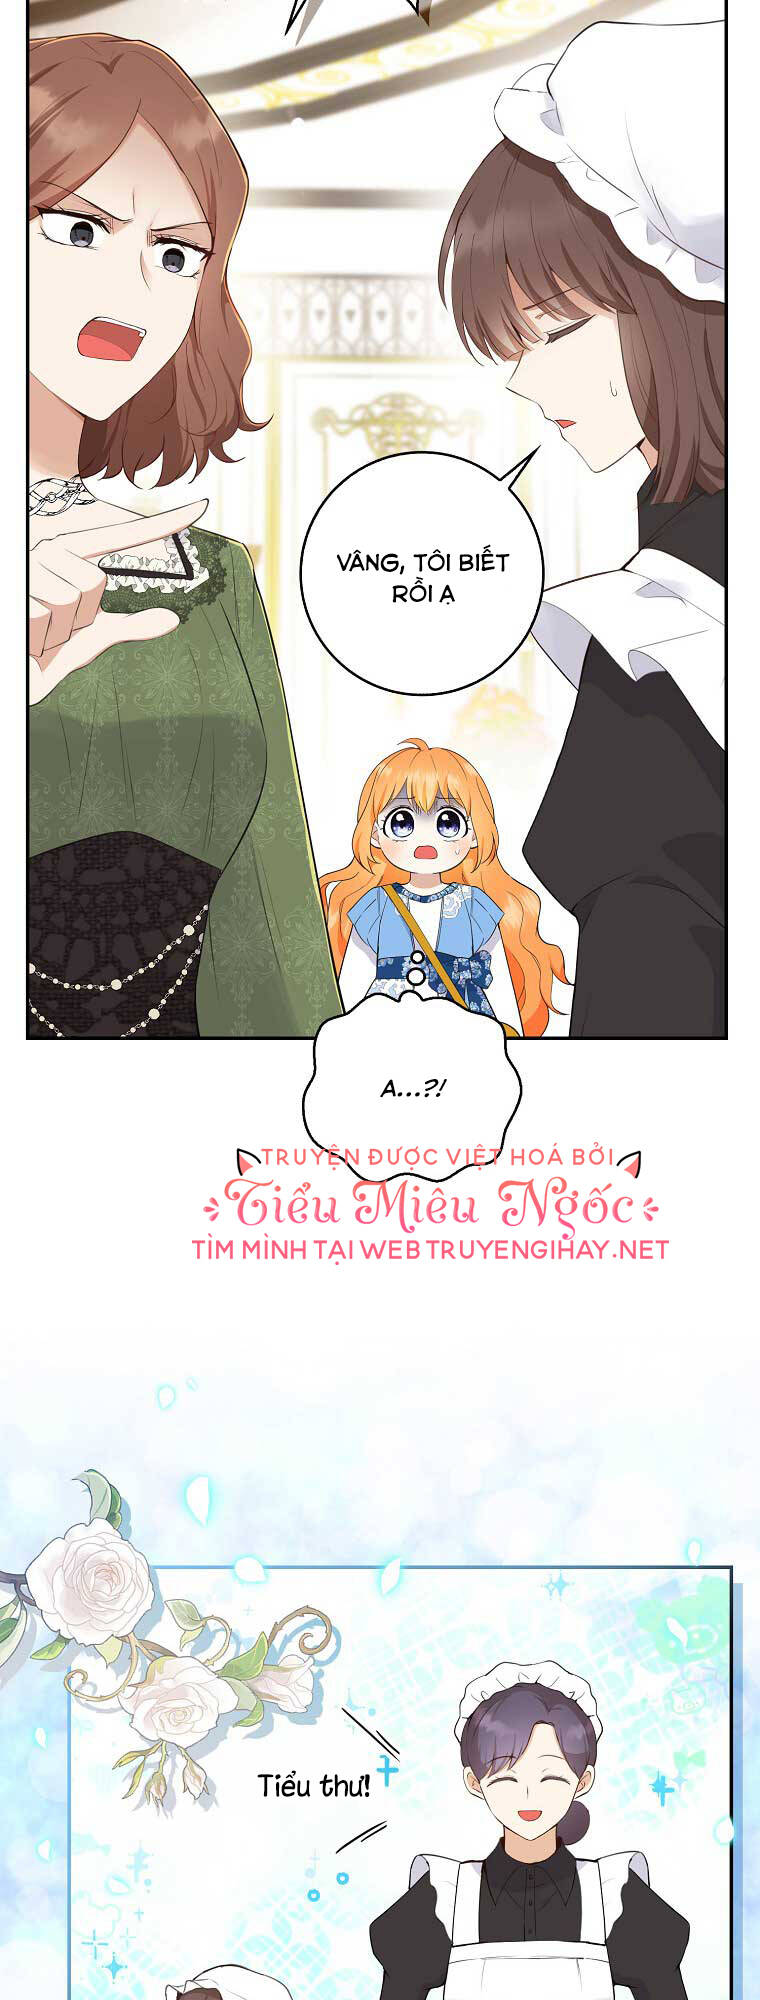 VÂNG, TÔI BIẾT
RỒI Ạ
A...?!
TRUYỆN ĐƯỢC VIỆT HOÁ BỞI
Tiểu Miêu Ngốc
TÌM MÌNH TẠI WEB TRUYENGIHAY.NET
Tiểu thư!